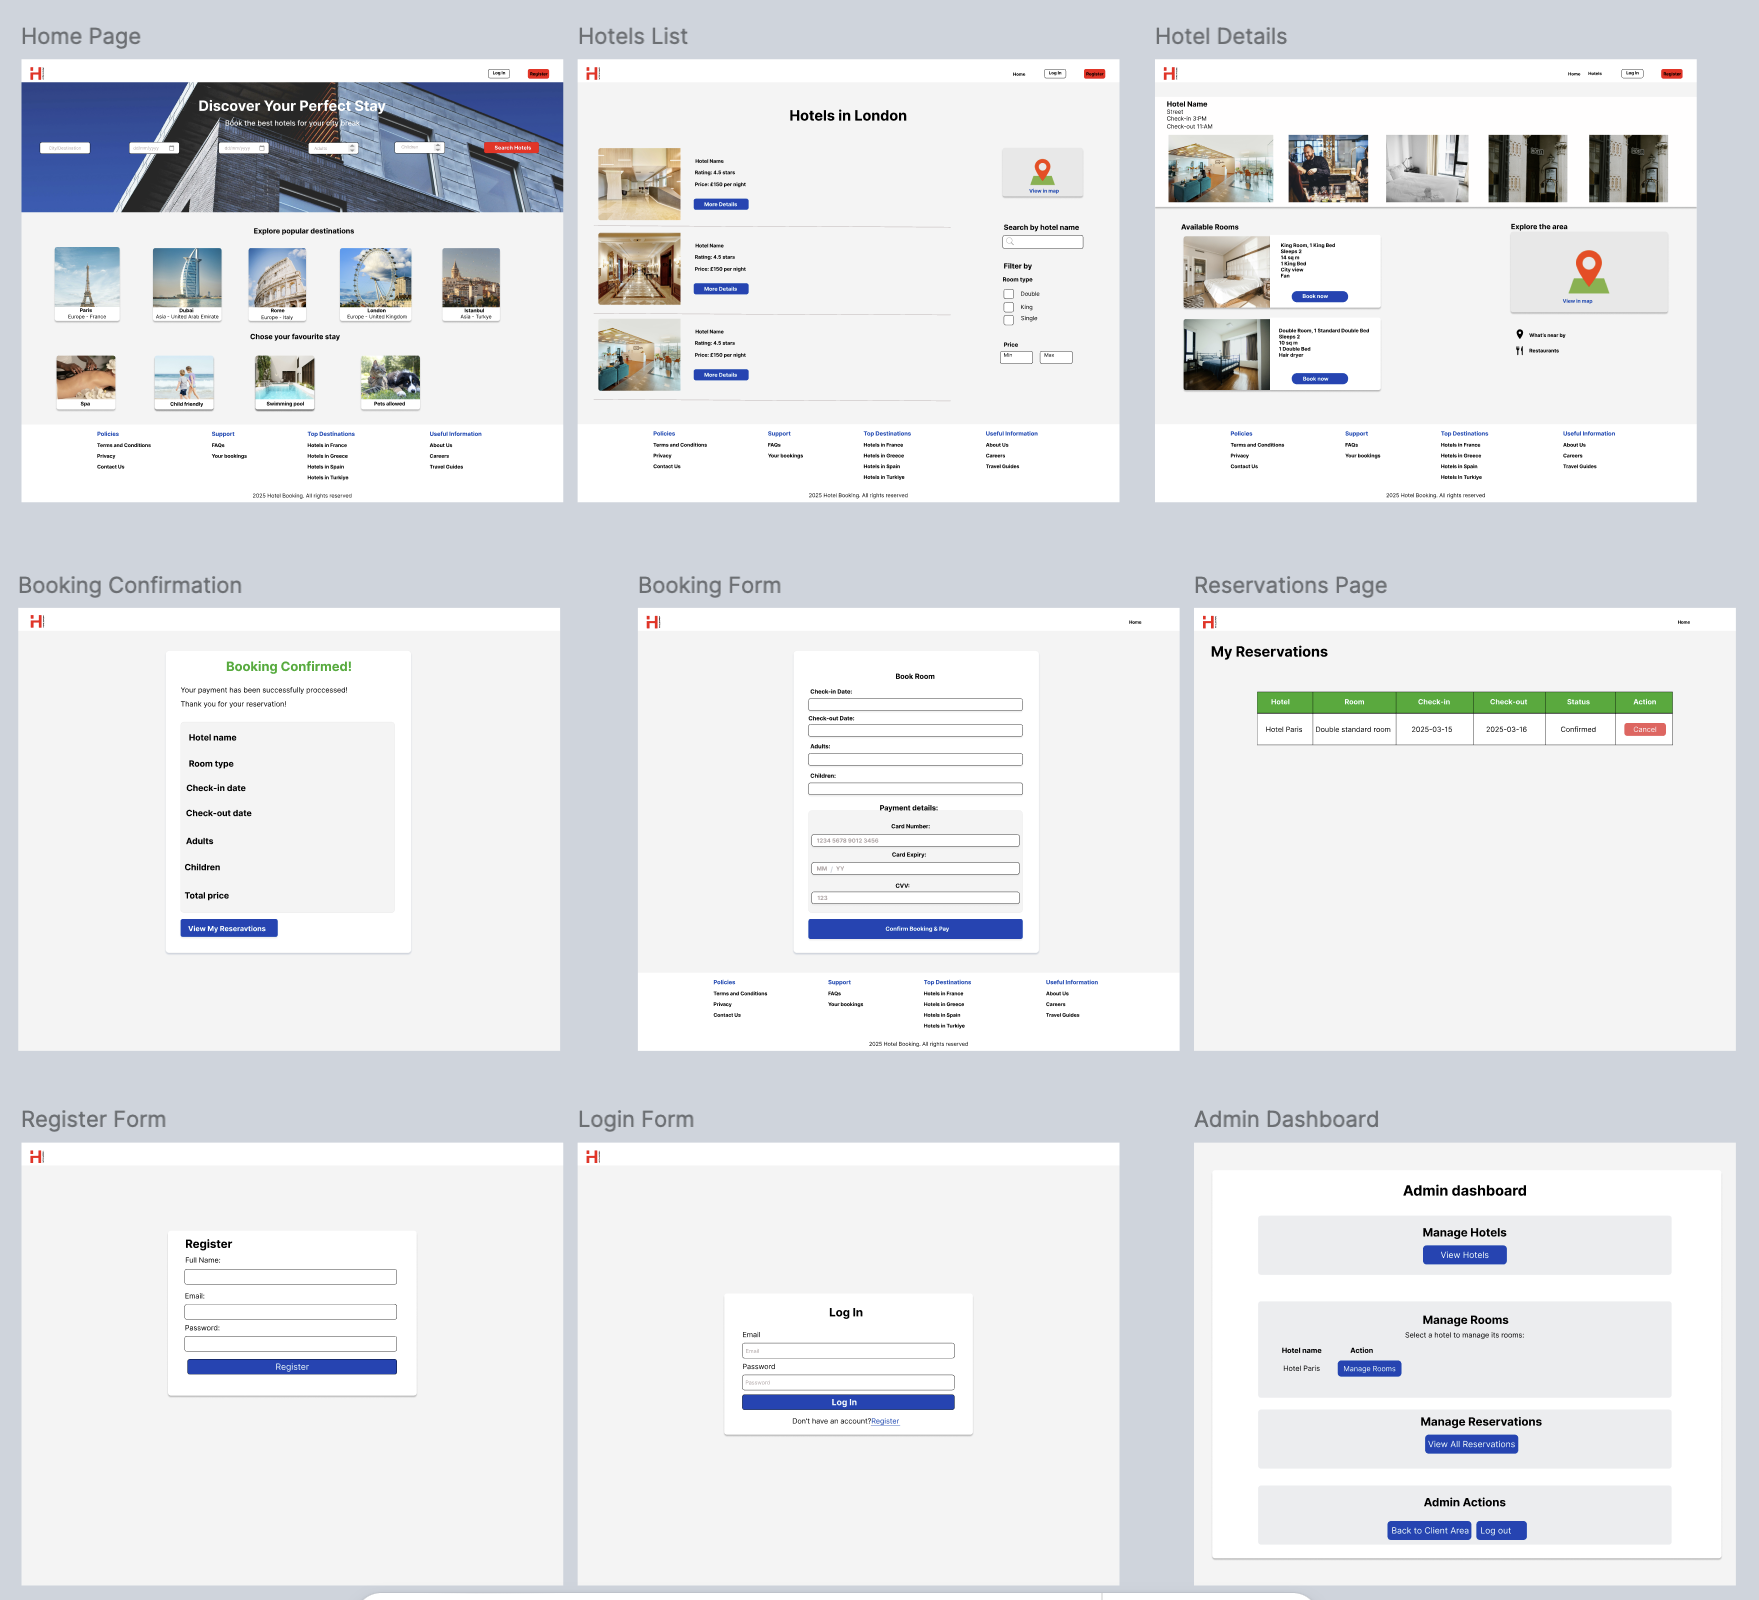 Home Page
H
Log in
Register
Discover Your Perfect Stay
Book the best hotels for your city break
City/Destination
dd/mm/yyyy
dd/mm/yyyy
Adults
Children
Search Hotels
Explore popular destinations
Paris
Europe - France
Dubai
Asia - United Arab Emirate
Rome
Europe - Italy
London
Europe - United Kingdom
Istanbul
Asia - Turkiye
Chose your favourite stay
Spa
Child friendly
Swimming pool
Pets allowed
Policies
Terms and Conditions
Privacy
Contact Us
Support
FAQs
Your bookings
Top Destinations
Hotels in France
Hotels in Greece
Hotels in Spain
Hotels in Turkiye
Useful Information
About Us
Careers
Travel Guides
2025 Hotel Booking. All rights reserved
Hotels List
H
Home
Log in
Register
Hotels in London
Hotel Name
Rating: 4.5 stars
Price: £150 per night
More Details
Hotel Name
Rating: 4.5 stars
Price: £150 per night
More Details
Hotel Name
Rating: 4.5 stars
Price: £150 per night
More Details
View in map
Search by hotel name
Filter by
Room type
Double
King
Single
Price
Min
Max
Policies
Terms and Conditions
Privacy
Contact Us
Support
FAQs
Your bookings
Top Destinations
Hotels in France
Hotels in Greece
Hotels in Spain
Hotels in Turkiye
Useful Information
About Us
Careers
Travel Guides
2025 Hotel Booking. All rights reserved
Hotel Details
H
Home
Hotels
Log in
Register
Hotel Name
Street
Check-in 3:PM
Check-out 11:AM
Available Rooms
King Room, 1 King Bed
Sleeps 2
14 sq m
1 King Bed
City view
Fan
Book now
Double Room, 1 Standard Double Bed
Sleeps 2
10 sq m
1 Double Bed
Hair dryer
Book now
Explore the area
View in map
What's near by
Restaurants
Policies
Terms and Conditions
Privacy
Contact Us
Support
FAQs
Your bookings
Top Destinations
Hotels in France
Hotels in Greece
Hotels in Spain
Hotels in Turkiye
Useful Information
About Us
Careers
Travel Guides
2025 Hotel Booking. All rights reserved
Booking Confirmation
H
Booking Confirmed!
Your payment has been successfully proccessed!
Thank you for your reservation!
Hotel name
Room type
Check-in date
Check-out date
Adults
Children
Total price
View My Reseravtions
Booking Form
H
Home
Book Room
Check-in Date:
Check-out Date:
Adults:
Children:
Payment details:
Card Number:
1234 5678 9012 3456
Card Expiry:
MM / YY
CVV:
123
Confirm Booking & Pay
Policies
Terms and Conditions
Privacy
Contact Us
Support
FAQs
Your bookings
Top Destinations
Hotels in France
Hotels in Greece
Hotels in Spain
Hotels in Turkiye
Useful Information
About Us
Careers
Travel Guides
2025 Hotel Booking. All rights reserved
Reservations Page
H
Home
My Reservations
Hotel Room Check-in Check-out Status Action
Hotel Paris Double standard room 2025-03-15 2025-03-16 Confirmed Cancel
Register Form
H
Register
Full Name:
Email:
Password:
Register
Login Form
H
Log In
Email
Email
Password
Password
Log In
Don't have an account?Register
Admin Dashboard
Admin dashboard
Manage Hotels
View Hotels
Manage Rooms
Select a hotel to manage its rooms:
Hotel name Action
Hotel Paris Manage Rooms
Manage Reservations
View All Reservations
Admin Actions
Back to Client Area
Log out